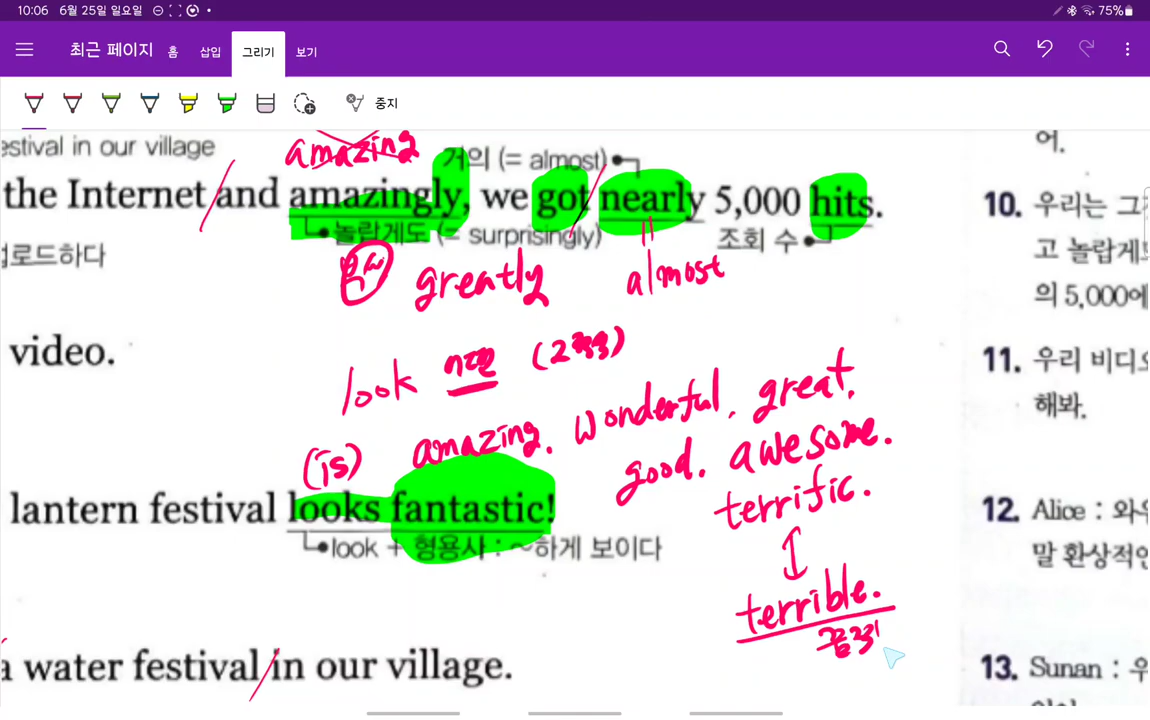 10:06 6월 25일 일요일 75%
최근 페이지 홈 삽입 그리기 보기
중지
estival in our village
amazing
거의 (= almost)
the Internet and amazingly, we got nearly 5,000 hits.
놀랍게도 (= surprisingly)
조회 수
로드하다
greatly
almost
video.
look
amazing. wonderful. great.
good. awesome.
terrific.
(is)
lantern festival looks fantastic!
look + 형용사 : ~하게 보이다
terrible.
a water festival in our village.
어.
10. 우리는 그
고 놀랍게
의 5,000에
11. 우리 비디오
해봐.
12. Alice : 와우
말 환상적인
13. Sunan : 우